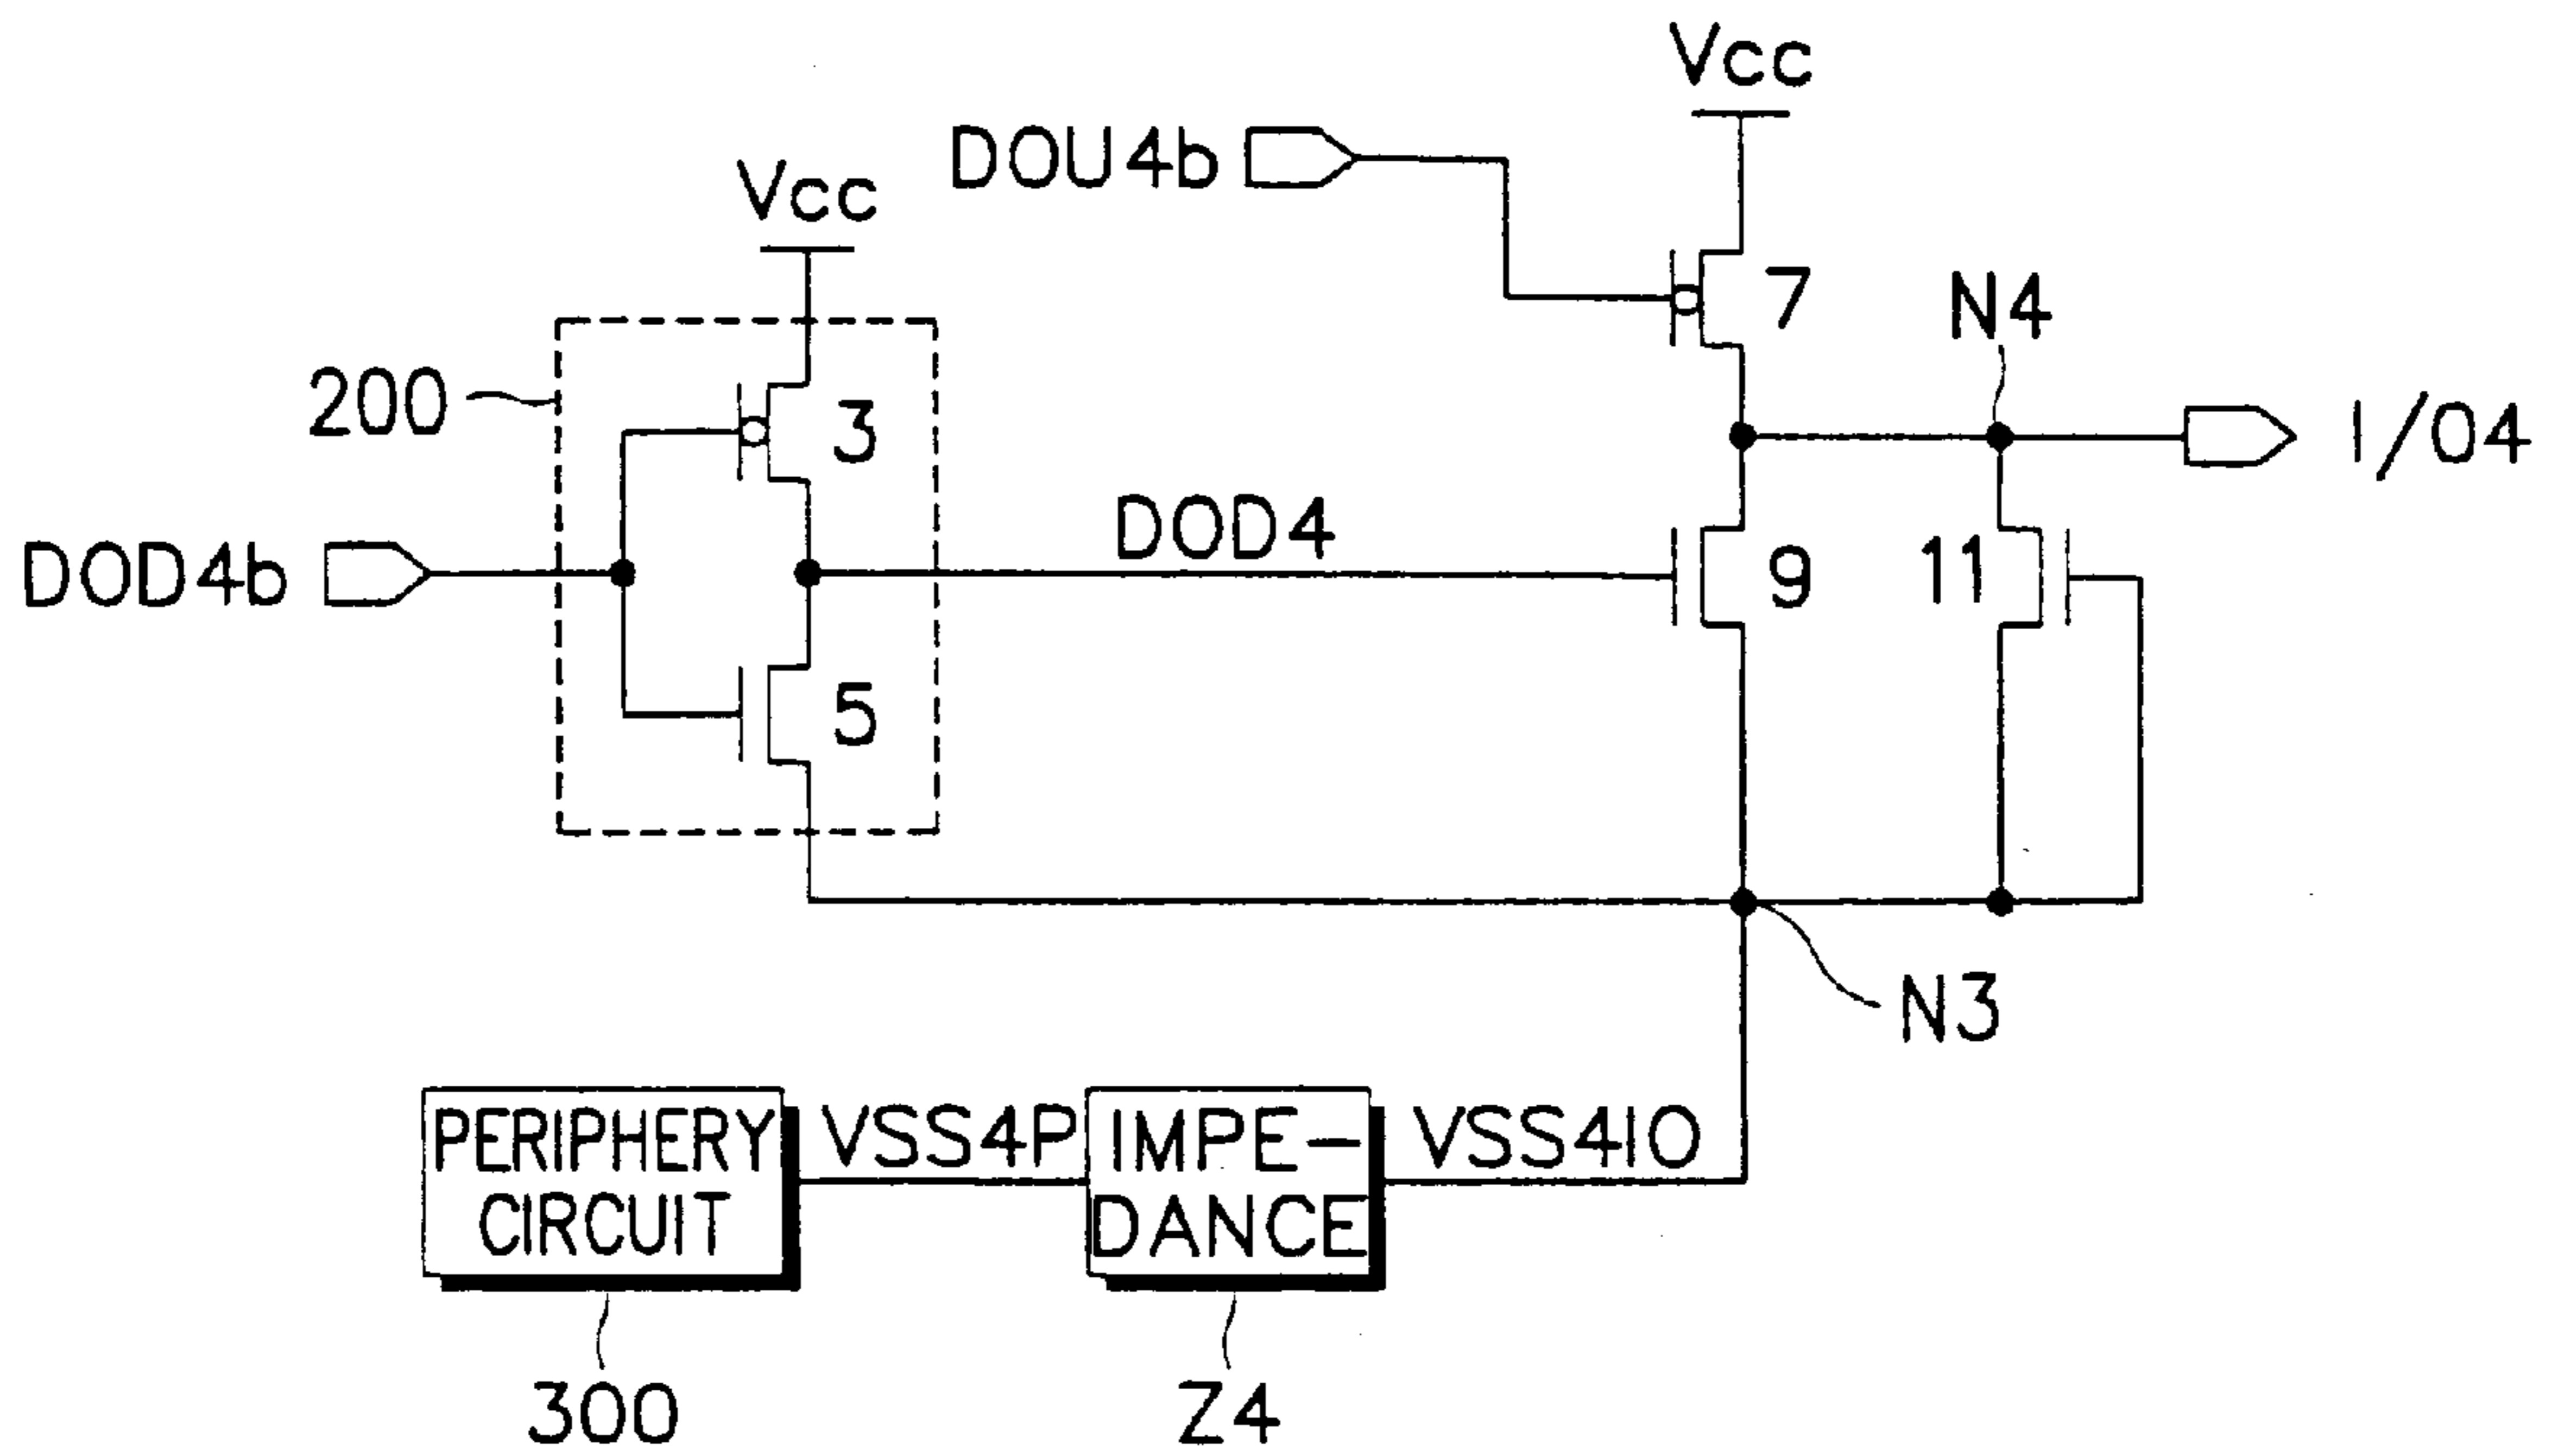 Vcc
DOU4b
Vcc
7
N4
200
3
I/O4
DOD4
DOD4b
9
11
5
N3
PERIPHERY
CIRCUIT
VSS4P
IMPE-
DANCE
VSS4IO
300
Z4